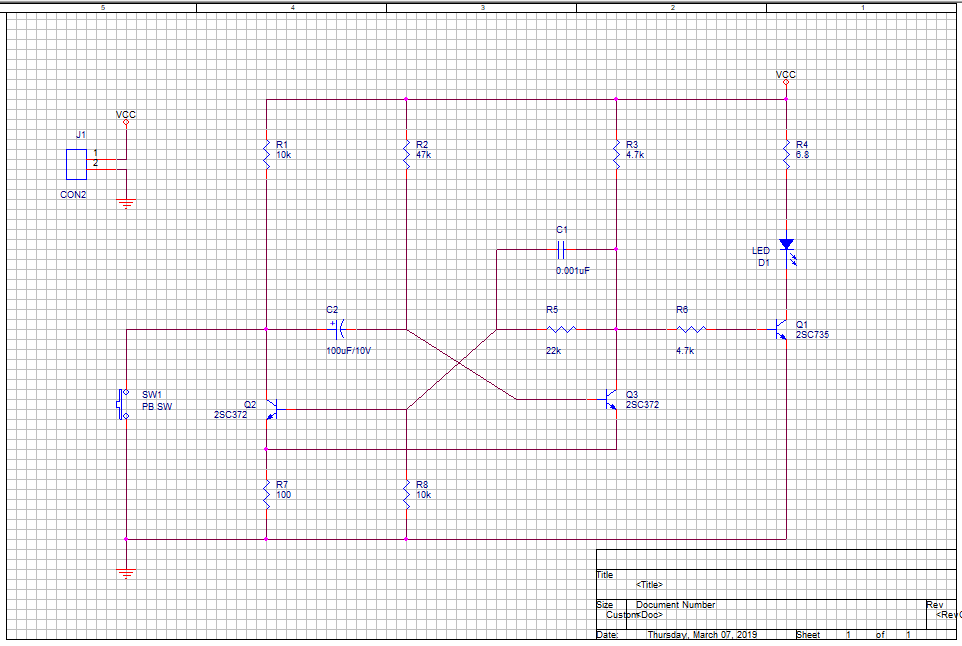 5 4 3 2 1
VCC
VCC
J1
1
2
CON2
R1
10k
R2
47k
R3
4.7k
R4
6.8
C1
0.001uF
LED
D1
C2
+
100uF/10V
R5
22k
R6
4.7k
Q1
2SC735
SW1
PB SW
Q2
2SC372
Q3
2SC372
R7
100
R8
10k
Title
<Title>
Size Document Number Rev
Custom <Doc> <Rev
Date: Thursday, March 07, 2019 Sheet 1 of 1